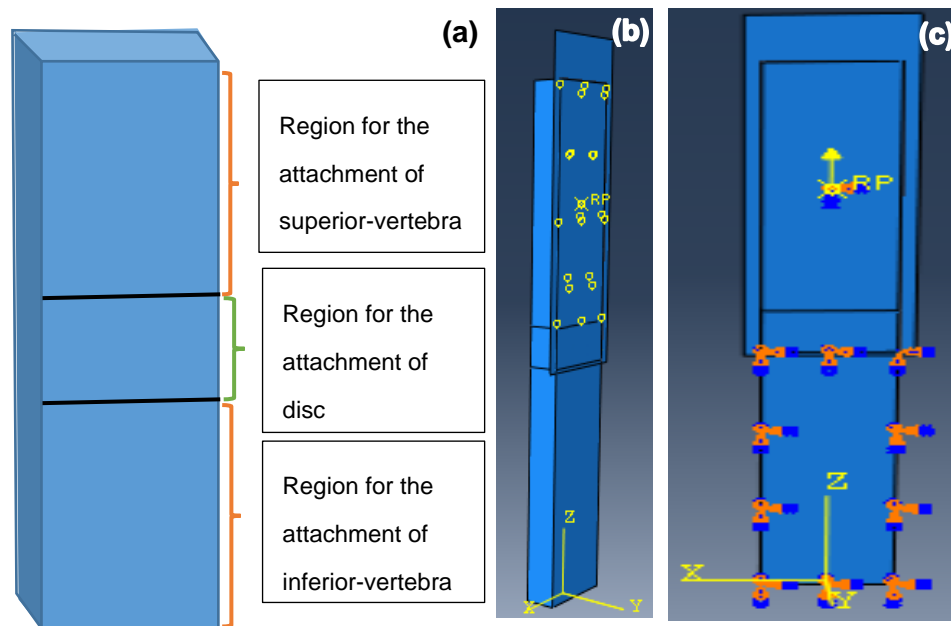 (a)
Region for the
attachment of
superior-vertebra
Region for the
attachment of
disc
Region for the
attachment of
inferior-vertebra
(b)
RP
Z
X
Y
(c)
RP
Z
X
Y